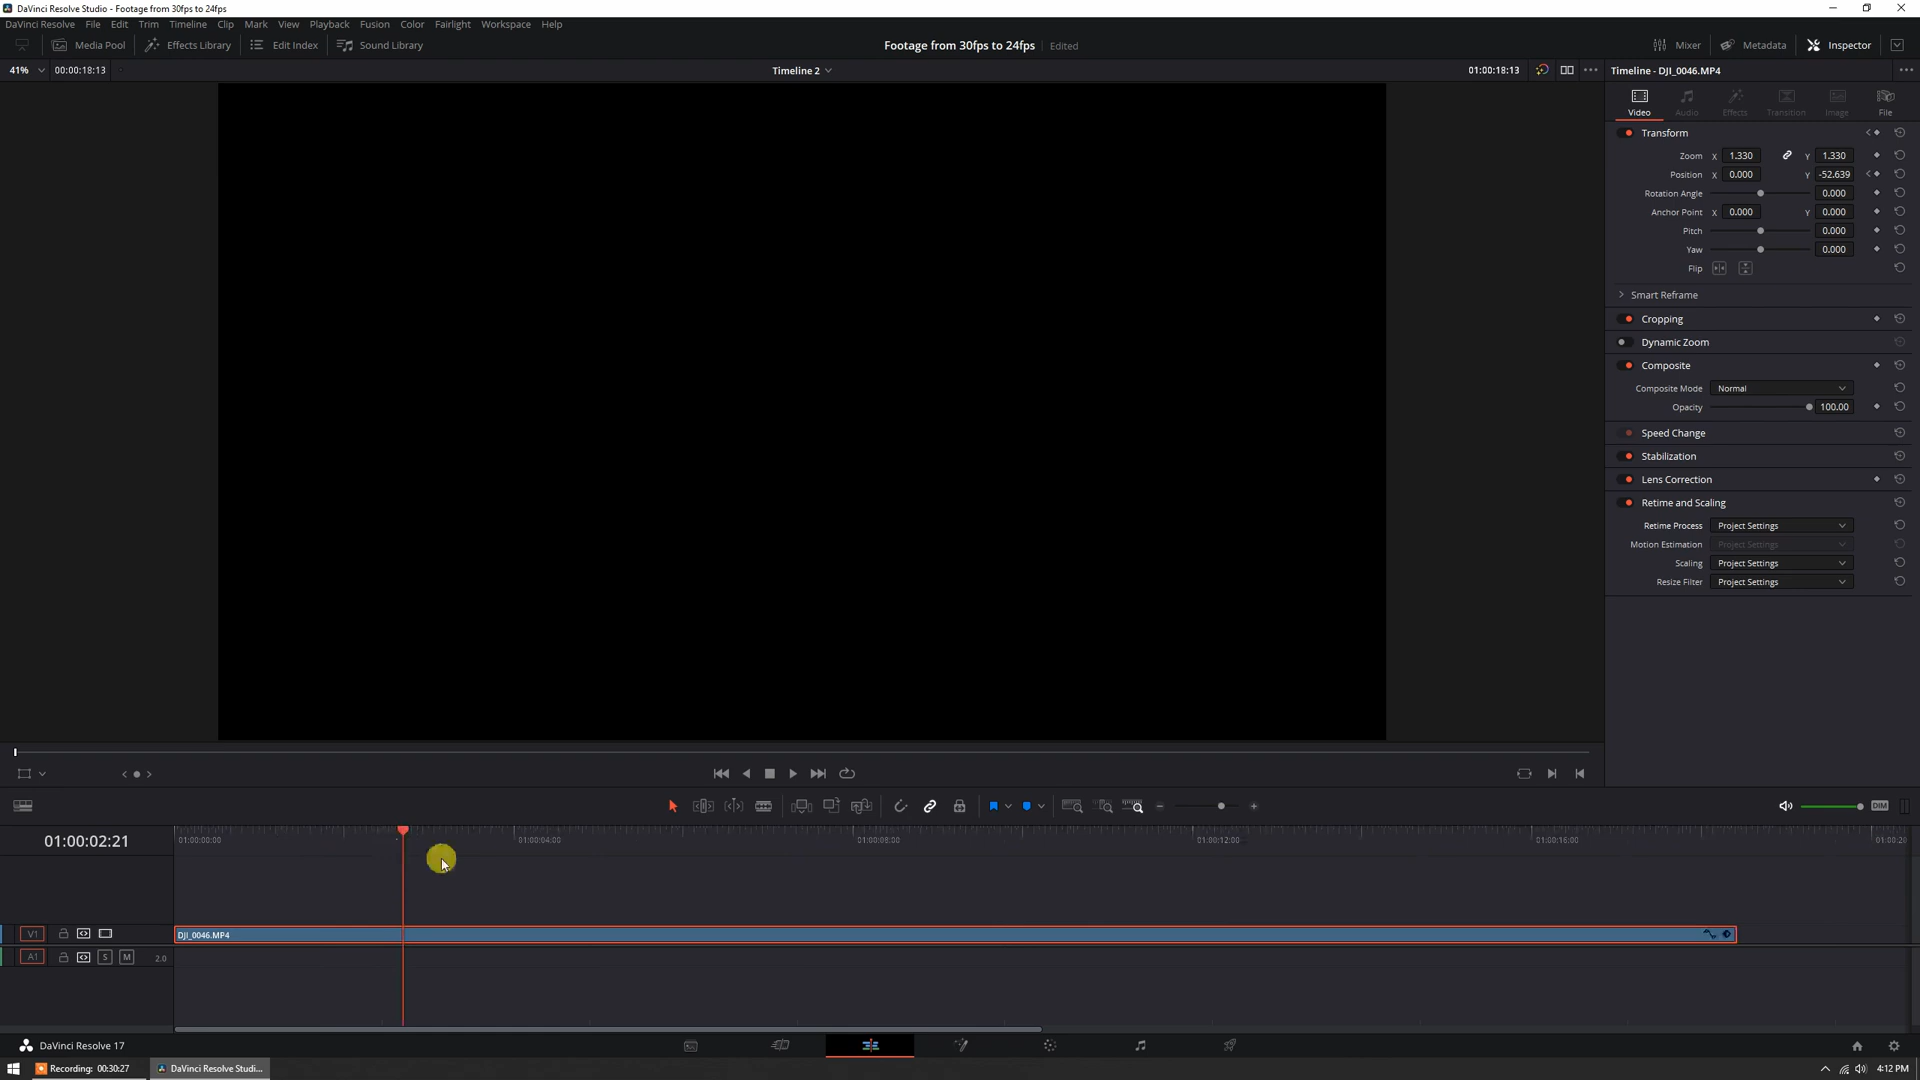 DaVinci Resolve Studio - Footage from 30fps to 24fps
DaVinci Resolve File Edit Trim Timeline Clip Mark View Playback Fusion Color Fairlight Workspace Help
Media Pool Effects Library Edit Index Sound Library Footage from 30fps to 24fps Edited Mixer Metadata Inspector
41% 00:00:18:13 Timeline 2 01:00:18:13 Timeline - DJI_0046.MP4
Video Audio Effects Transition Image File
Transform
Zoom X 1.330 Y 1.330
Position X 0.000 Y -52.639
Rotation Angle 0.000
Anchor Point X 0.000 Y 0.000
Pitch 0.000
Yaw 0.000
Flip
Smart Reframe
Cropping
Dynamic Zoom
Composite
Composite Mode Normal
Opacity 100.00
Speed Change
Stabilization
Lens Correction
Retime and Scaling
Retime Process Project Settings
Motion Estimation Project Settings
Scaling Project Settings
Resize Filter Project Settings
DIM
01:00:02:21 01:00:00:00 01:00:04:00 01:00:08:00 01:00:12:00 01:00:16:00 01:00:20
V1 DJI_0046.MP4
A1 S M 2.0
DaVinci Resolve 17
Recording: 00:30:27 DaVinci Resolve Studi... 4:12 PM